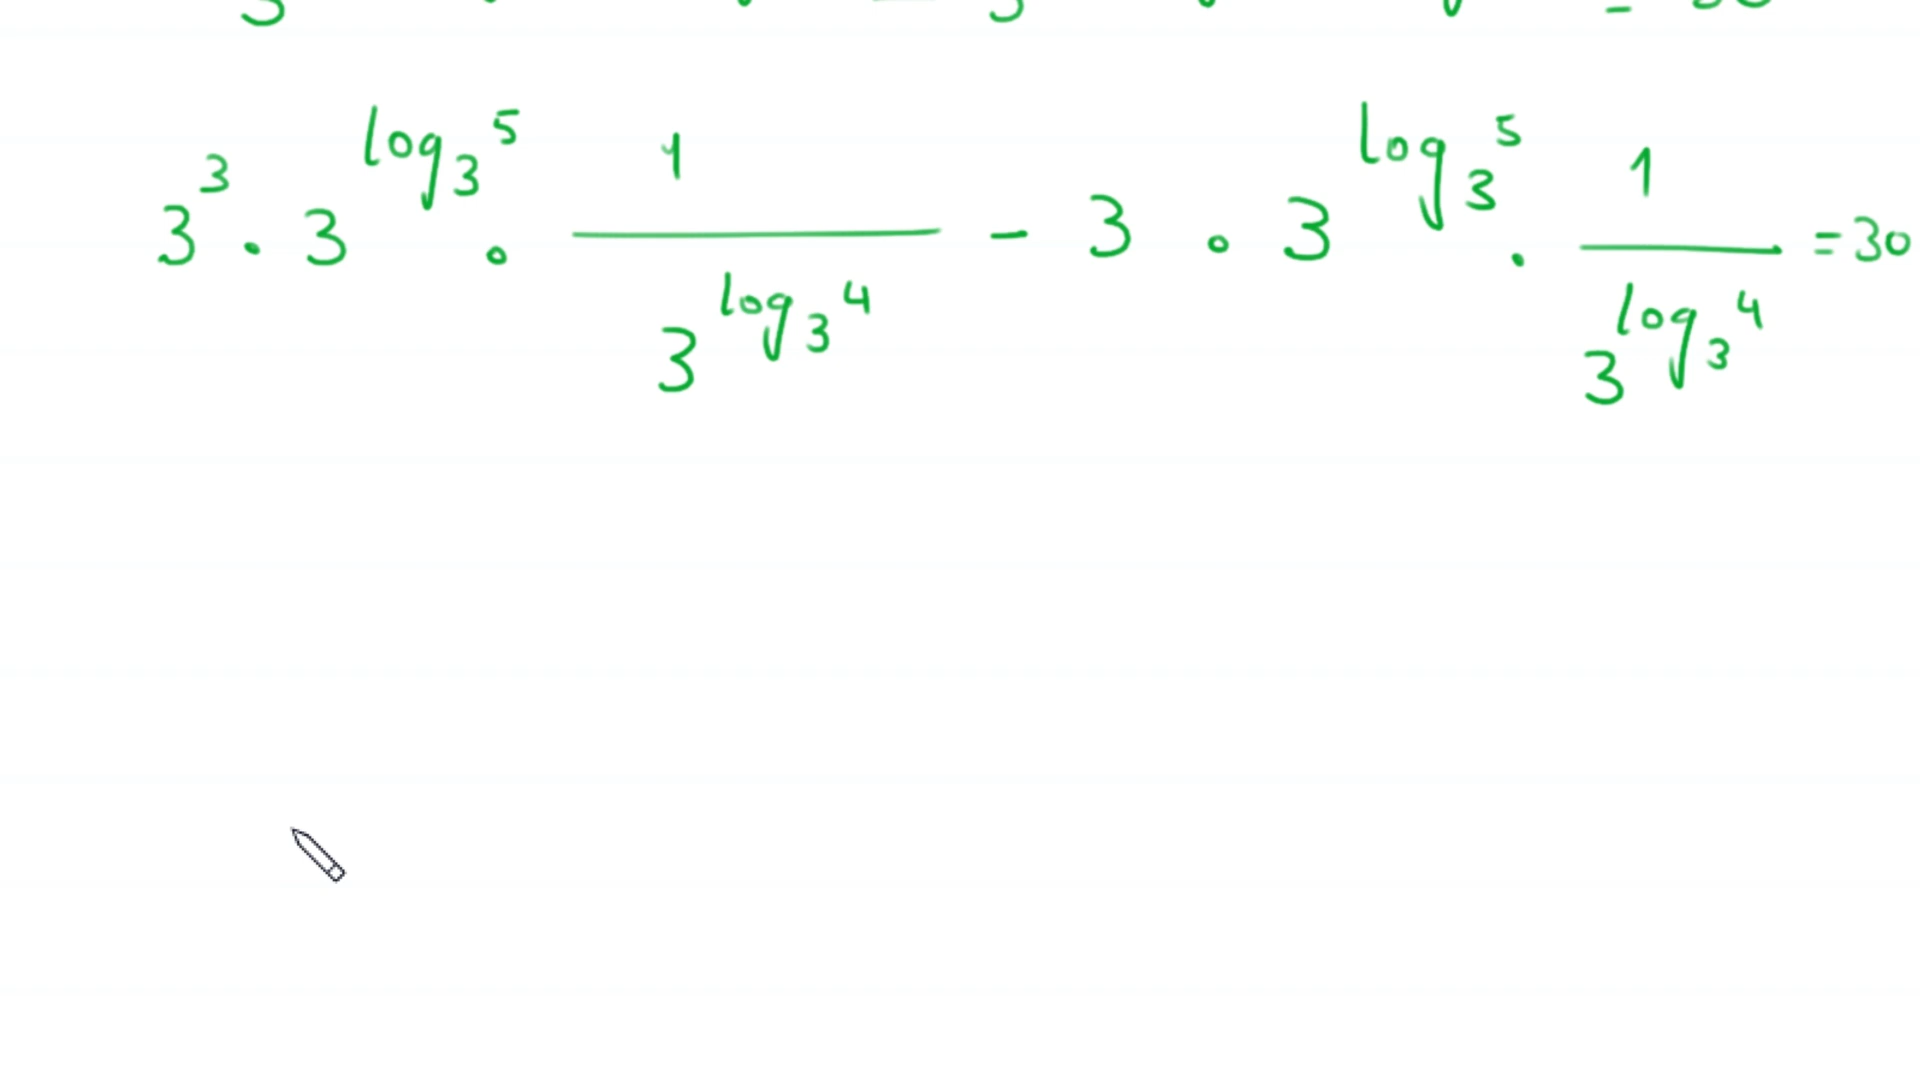 3^3 · 3^{log_3 5} · 1/3^{log_3 4} - 3 · 3^{log_3 5} · 1/3^{log_3 4} = 30